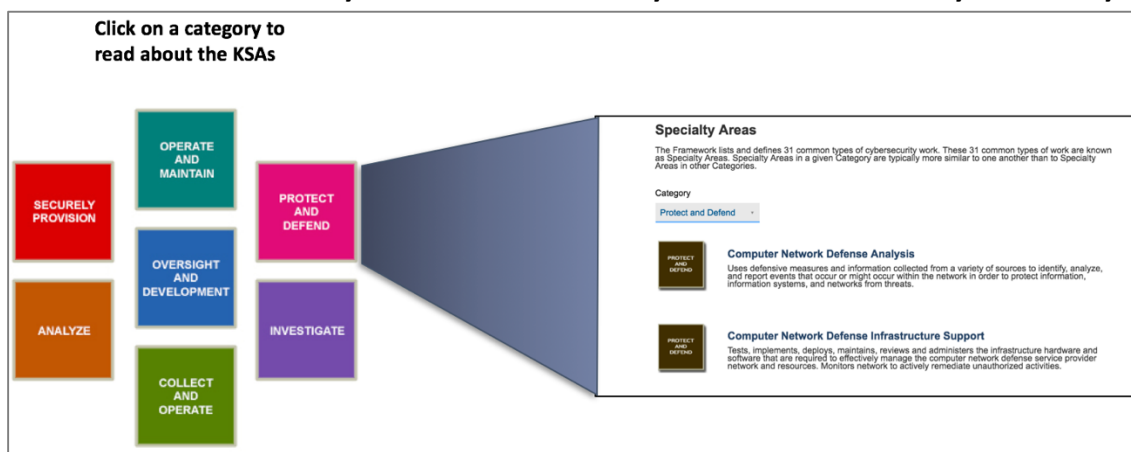 Click on a category to
read about the KSAs
OPERATE
AND
MAINTAIN
SECURELY
PROVISION
PROTECT
AND
DEFEND
OVERSIGHT
AND
DEVELOPMENT
ANALYZE
INVESTIGATE
COLLECT
AND
OPERATE
Specialty Areas
The Framework lists and defines 31 common types of cybersecurity work. These 31 common types of work are known
as Specialty Areas. Specialty Areas in a given Category are typically more similar to one another than to Specialty
Areas in other Categories.
Category
Protect and Defend
PROTECT
AND
DEFEND
Computer Network Defense Analysis
Uses defensive measures and information collected from a variety of sources to identify, analyze,
and report events that occur or might occur within the network in order to protect information,
information systems, and networks from threats.
PROTECT
AND
DEFEND
Computer Network Defense Infrastructure Support
Tests, implements, deploys, maintains, reviews and administers the infrastructure hardware and
software that are required to effectively manage the computer network defense service provider
network and resources. Monitors network to actively remediate unauthorized activities.